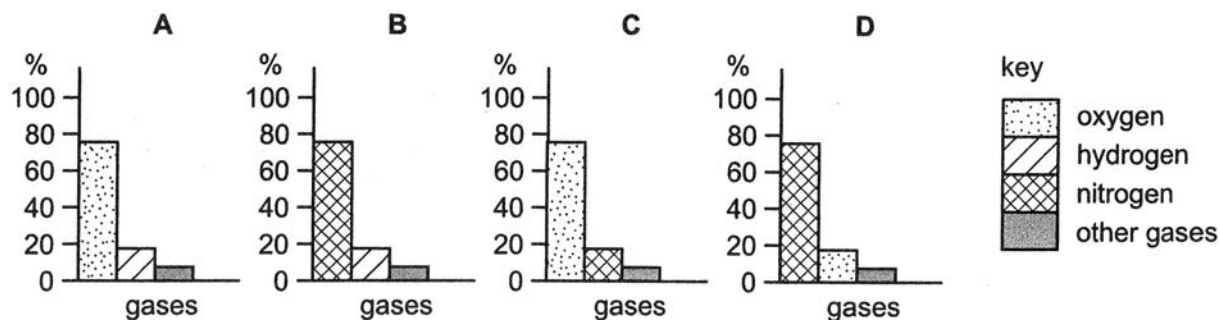 A B C D
% % % % key
100 100 100 100 oxygen
80 80 80 80 hydrogen
60 60 60 60 nitrogen
40 40 40 40 other gases
20 20 20 20
0 0 0 0
gases gases gases gases